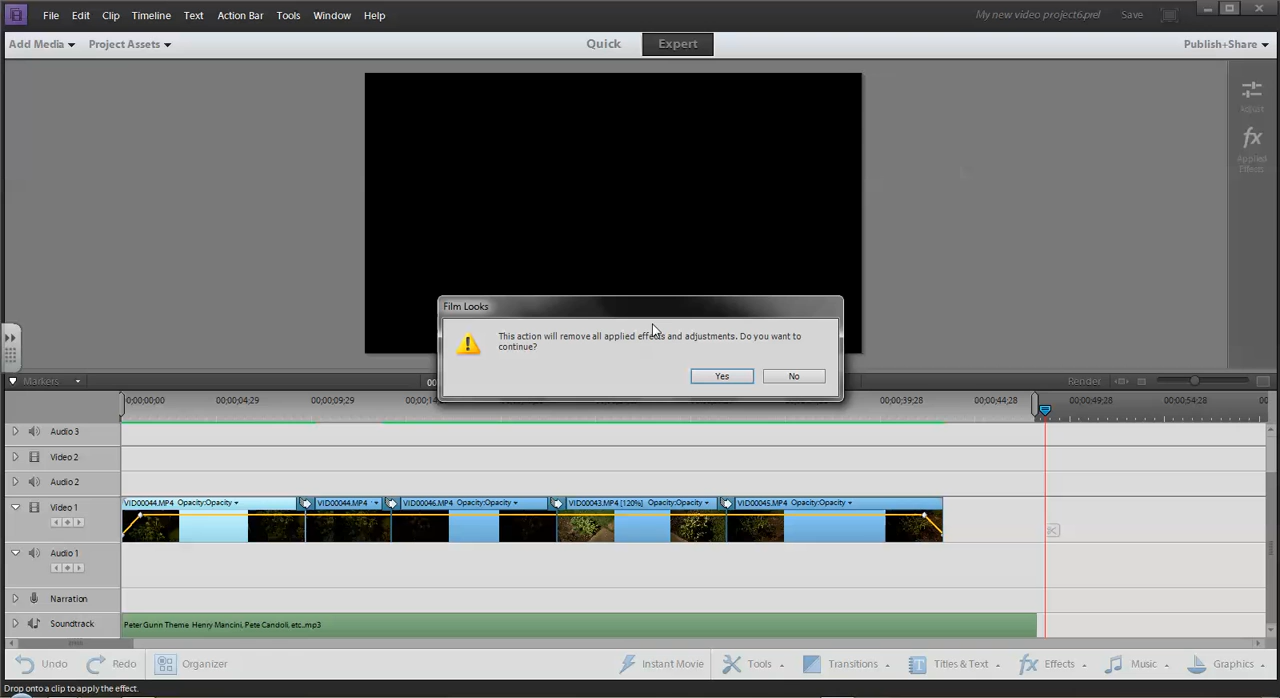 File Edit Clip Timeline Text Action Bar Tools Window Help My new video project6.prel Save
Add Media Project Assets Quick Expert Publish+Share
Adjust
fx
Applied
Effects
Film Looks
This action will remove all applied effects and adjustments. Do you want to
continue?
Yes No
Markers Render
0;00;00;00 00;00;04;29 00;00;09;29 00;00;39;28 00;00;44;28 00;00;49;28 00;00;54;28
Audio 3
Video 2
Audio 2
VID00044.MP4 Opacity:Opacity VID00044.MP4 VID00046.MP4 Opacity:Opacity VID00043.MP4 [120%] Opacity:Opacity VID00045.MP4 Opacity:Opacity
Video 1
Audio 1
Narration
Soundtrack Peter Gunn Theme Henry Mancini, Pete Candoli, etc..mp3
Undo Redo Organizer Instant Movie Tools Transitions Titles & Text fx Effects Music Graphics
Drop onto a clip to apply the effect.